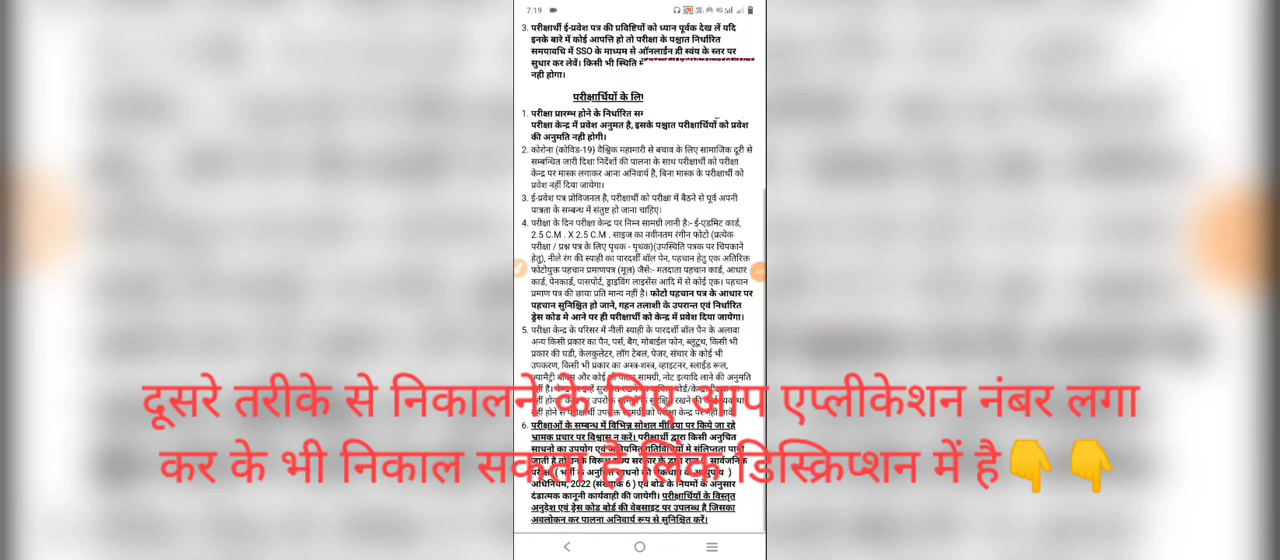 7:19
3. परीक्षार्थी ई-प्रवेश पत्र की प्रविष्टियों को ध्यान पूर्वक देख लें यदि
इनके बारे में कोई आपत्ति हो तो परीक्षा के पश्चात निर्धारित
समयावधि में SSO के माध्यम से ऑनलाईन ही स्वंय के स्तर पर
सुधार कर लेवें। किसी भी स्थिति में
नही होगा।
परीक्षार्थियों के लि
1. परीक्षा प्रारम्भ होने के निर्धारित
परीक्षा केन्द्र में प्रवेश अनुमत है, इसके पश्चात परीक्षार्थियों को प्रवेश
की अनुमति नही होगी।
2. कोरोना (कोविड-19) वैश्विक महामारी से बचाव के लिए सामाजिक दूरी से
सम्बन्धित जारी दिशा निर्देशों की पालना के साथ परीक्षार्थी को परीक्षा
केन्द्र पर मास्क लगाकर आना अनिवार्य है, बिना मास्क के परीक्षार्थी को
प्रवेश नहीं दिया जायेगा।
3. ई-प्रवेश पत्र प्रोविजनल है, परीक्षार्थी को परीक्षा में बैठने से पूर्व अपनी
पात्रता के सम्बन्ध में संतुष्ट हो जाना चाहिए।
4. परीक्षा के दिन परीक्षा केन्द्र पर निम्न सामग्री लानी है:- ई-एडमिट कार्ड,
2.5 C.M . X 2.5 C.M . साइज का नवीनतम रंगीन फोटो (प्रत्येक
परीक्षा / प्रश्न पत्र के लिए पृथक - पृथक)(उपस्थिति पत्रक पर चिपकाने
हेतु), नीले रंग की स्याही का पारदर्शी बॉल पेन, पहचान हेतु एक अतिरिक्त
फोटोयुक्त पहचान प्रमाणपत्र (मूल) जैसे:- मतदाता पहचान कार्ड, आधार
कार्ड, पेनकार्ड, पासपोर्ट, ड्राइविंग लाइसेंस आदि में से कोई एक। पहचान
प्रमाण पत्र की छाया प्रति मान्य नहीं है। फोटो पहचान पत्र के आधार पर
पहचान सुनिश्चित हो जाने, गहन तलाशी के उपरान्त एवं निर्धारित
ड्रेस कोड मे आने पर ही परीक्षार्थी को केन्द्र में प्रवेश दिया जायेगा।
5. परीक्षा केन्द्र के परिसर में नीली स्याही के पारदर्शी बॉल पैन के अलावा
अन्य किसी प्रकार का पैन, पर्स, बैग, मोबाईल फोन, ब्लूटूथ, किसी भी
प्रकार की घडी, केलकुलेटर, लॉग टेबल, पेजर, संचार के कोई भी
उपकरण, किसी भी प्रकार का अस्त्र-शस्त्र, व्हाइटनर, स्लाईड रूल,
और कोई भी पाठ्य सामग्री, नोट इत्यादि लाने की अनुमति
दूसरे तरीके से निकालने के लिए आप एप्लीकेशन नंबर लगा
6. परीक्षाओं के सम्बन्ध में विभिन्न सोशल मीडिया पर किये जा रहे
भ्रामक प्रचार पर विश्वास न करें। परीक्षार्थी द्वारा किसी अनुचित
कर के भी निकाल सकता है लिंक डिस्क्रिप्शन में है👇👇
अधिनियम, 2022 के नियमों के अनुसार
दंडात्मक कानूनी कार्यवाही की जायेगी। परीक्षार्थियों के विस्तृत
अनुदेश एवं ड्रेस कोड बोर्ड की वेबसाइट पर उपलब्ध है जिसका
अवलोकन कर पालना अनिवार्य रूप से सुनिश्चित करें।